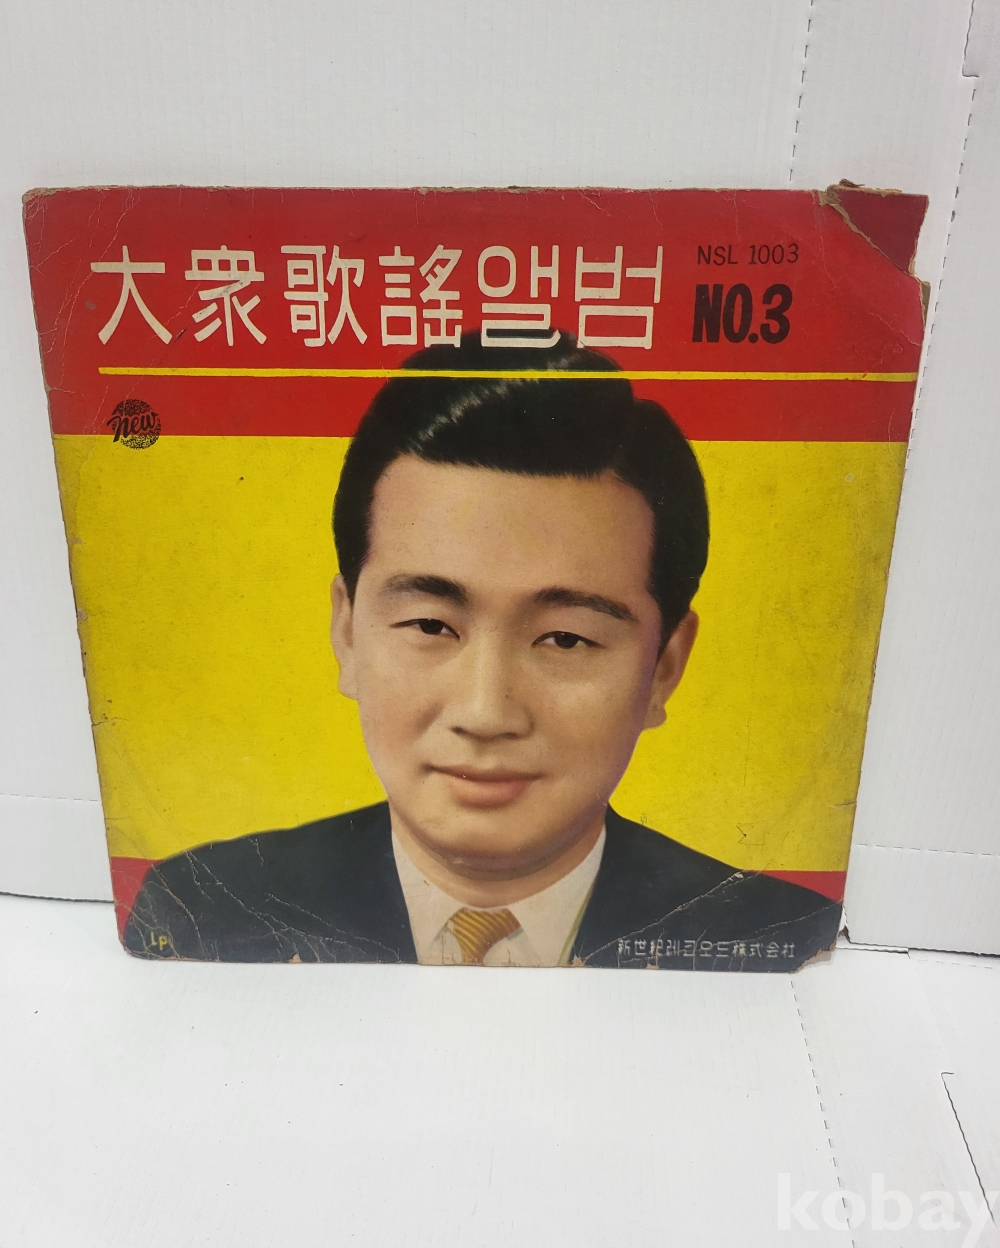 大衆歌謠앨범
NSL 1003
NO.3
new
Lp
新世紀레코오드株式会社
kobay